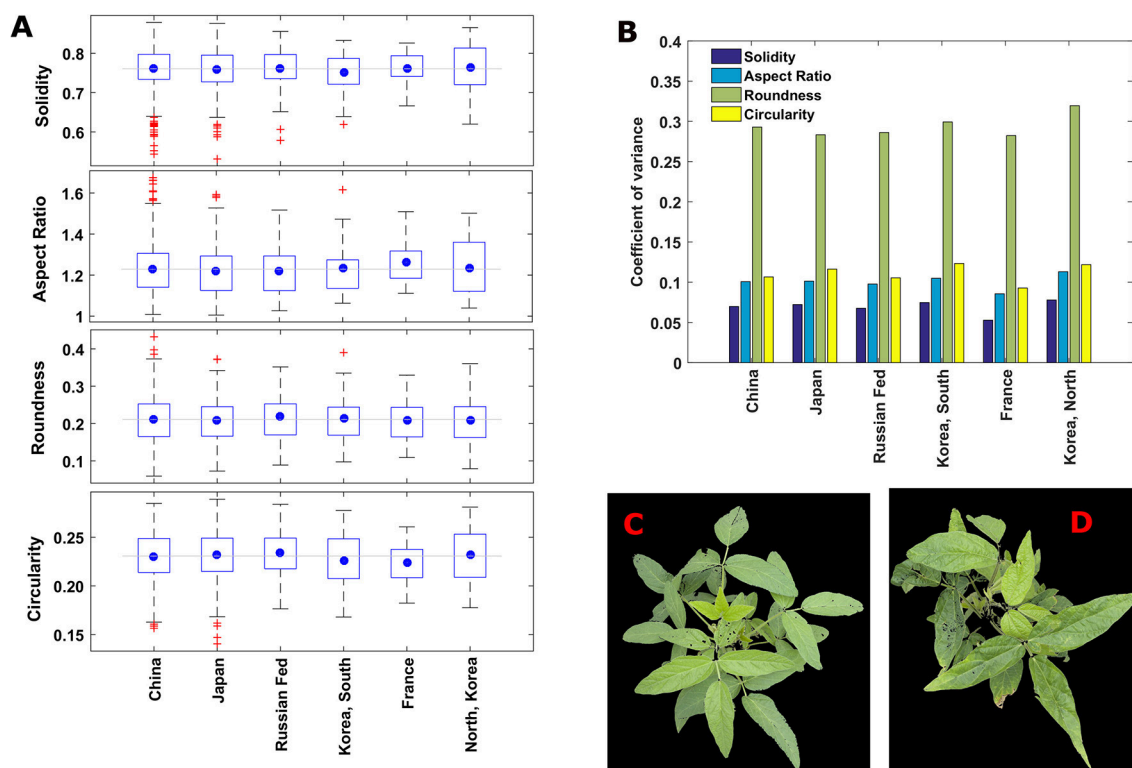 A
Solidity
0.8
0.7
0.6
Aspect Ratio
1.6
1.4
1.2
1
Roundness
0.4
0.3
0.2
0.1
Circularity
0.25
0.20
0.15
China
Japan
Russian Fed
Korea, South
France
North, Korea
B
Coefficient of variance
0.4
0.35
0.3
0.25
0.2
0.15
0.1
0.05
0
Solidity
Aspect Ratio
Roundness
Circularity
China
Japan
Russian Fed
Korea, South
France
Korea, North
C
D